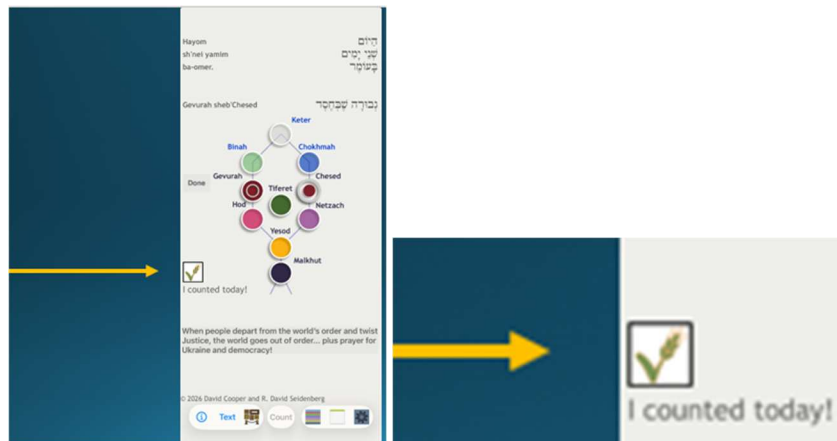 Hayom הַיּוֹם
sh'nei yamim שְׁנֵי יָמִים
ba-omer. בָּעוֹמֶר
Gevurah sheb'Chesed גְבוּרָה שֶׁבְּחֶסֶד
Keter
Binah Chokhmah
Gevurah Chesed
Done Tiferet
Hod Netzach
Yesod
Malkhut
I counted today!
When people depart from the world's order and twist
Justice, the world goes out of order... plus prayer for
Ukraine and democracy!
© 2026 David Cooper and R. David Seidenberg
Text Count
I counted today!